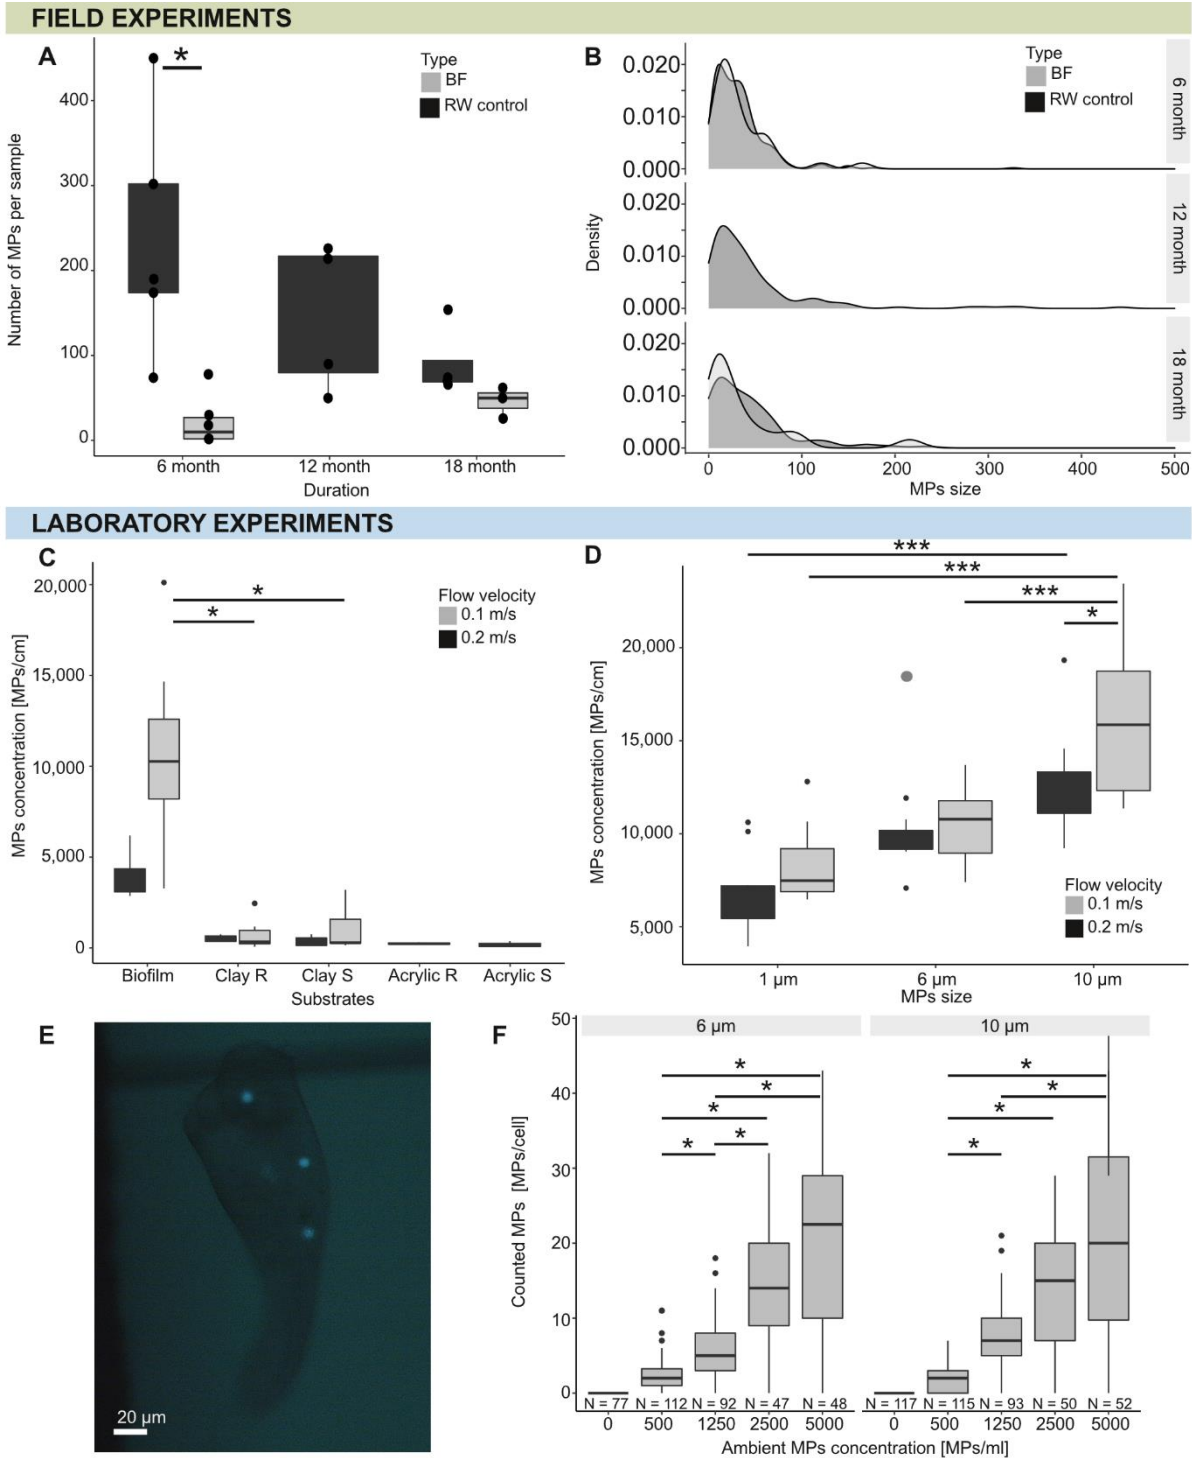 FIELD EXPERIMENTS
A
*
Type
BF
RW control
Number of MPs per sample
400
300
200
100
0
6 month
12 month
18 month
Duration
B
Type
BF
RW control
Density
0.020
0.010
0.000
6 month
0.020
0.010
0.000
12 month
0.020
0.010
0.000
18 month
0
100
200
300
400
500
MPs size
LABORATORY EXPERIMENTS
C
*
*
Flow velocity
0.1 m/s
0.2 m/s
MPs concentration [MPs/cm]
20,000
15,000
10,000
5,000
0
Biofilm
Clay R
Clay S
Acrylic R
Acrylic S
Substrates
D
***
***
***
*
MPs concentration [MPs/cm]
20,000
15,000
10,000
5,000
Flow velocity
0.1 m/s
0.2 m/s
1 µm
6 µm
10 µm
MPs size
E
20 µm
F
6 µm
10 µm
Counted MPs [MPs/cell]
50
40
30
20
10
0
*
*
*
*
*
*
*
*
*
N = 77
N = 112
N = 92
N = 47
N = 48
N = 117
N = 115
N = 93
N = 50
N = 52
0
500
1250
2500
5000
0
500
1250
2500
5000
Ambient MPs concentration [MPs/ml]